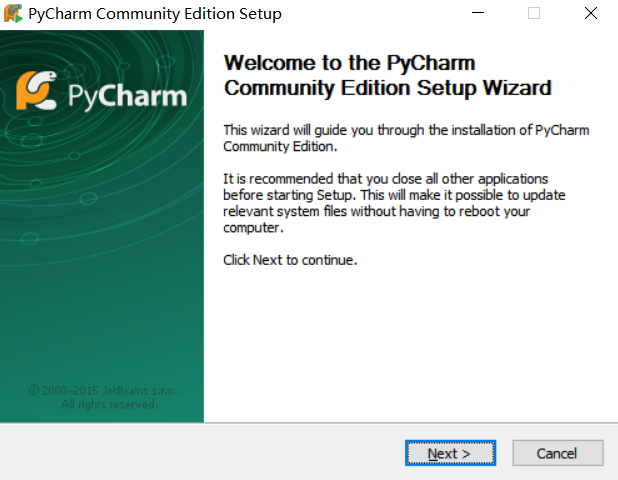 PyCharm Community Edition Setup
PyCharm
Welcome to the PyCharm
Community Edition Setup Wizard
This wizard will guide you through the installation of PyCharm
Community Edition.
It is recommended that you close all other applications
before starting Setup. This will make it possible to update
relevant system files without having to reboot your
computer.
Click Next to continue.
© 2000–2015 JetBrains s.r.o.
All rights reserved.
Next >
Cancel